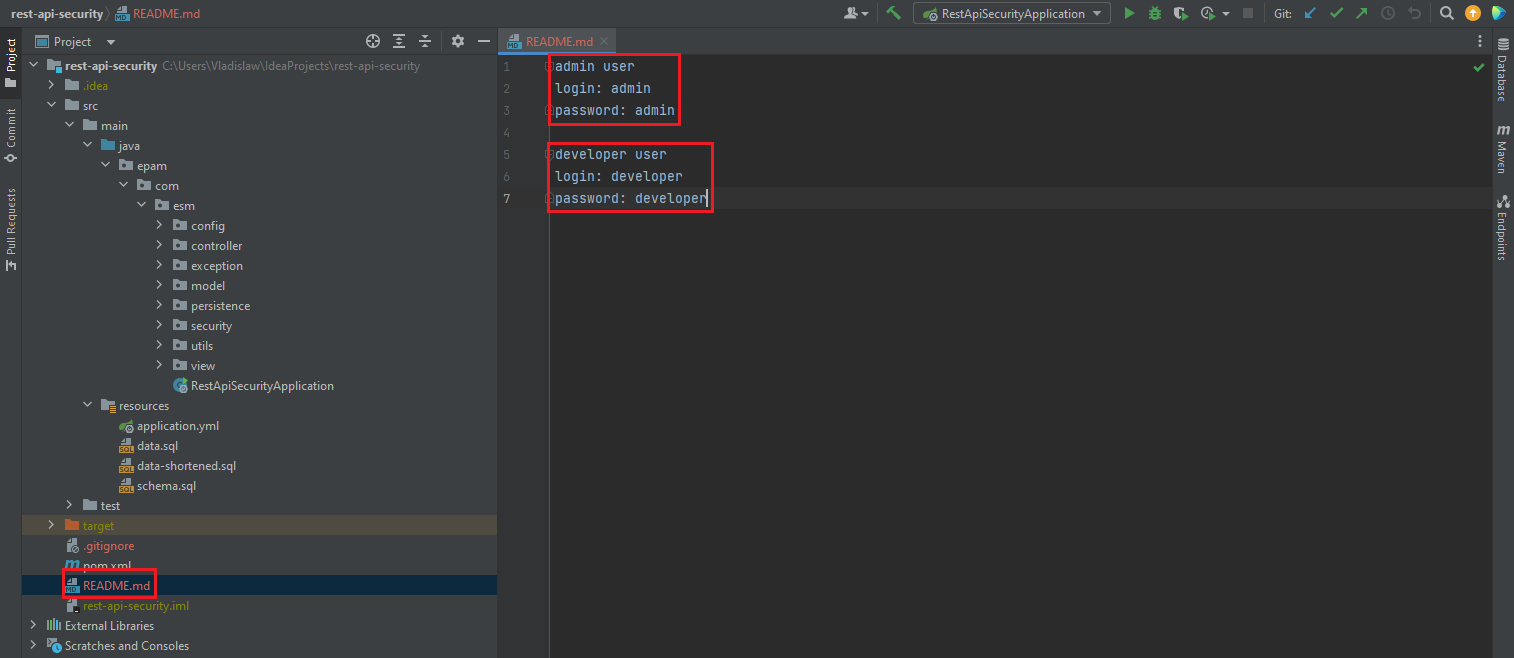 rest-api-security README.md
RestApiSecurityApplication
Git:
Project
README.md
Project
Commit
Pull Requests
rest-api-security C:\Users\Vladislaw\IdeaProjects\rest-api-security
.idea
src
main
java
epam
com
esm
config
controller
exception
model
persistence
security
utils
view
RestApiSecurityApplication
resources
application.yml
data.sql
data-shortened.sql
schema.sql
test
target
.gitignore
pom.xml
README.md
rest-api-security.iml
External Libraries
Scratches and Consoles
1 admin user
2 login: admin
3 password: admin
4
5 developer user
6 login: developer
7 password: developer
Database
Maven
Endpoints